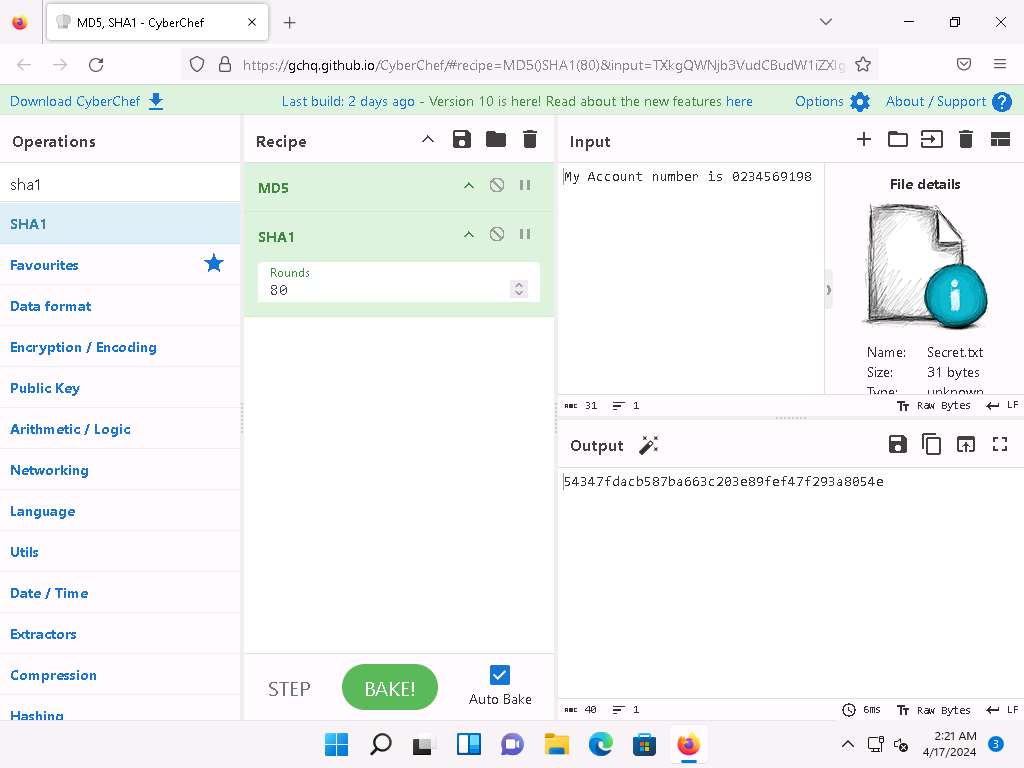 MD5, SHA1 - CyberChef
https://gchq.github.io/CyberChef/#recipe=MD5()SHA1(80)&input=TXkgQWNjb3VudCBudW1iZXIg
Download CyberChef
Last build: 2 days ago - Version 10 is here! Read about the new features here
Options
About / Support
Operations
sha1
SHA1
Favourites
Data format
Encryption / Encoding
Public Key
Arithmetic / Logic
Networking
Language
Utils
Date / Time
Extractors
Compression
Hashing
Recipe
MD5
SHA1
Rounds
80
STEP
BAKE!
Auto Bake
Input
My Account number is 0234569198
File details
Name: Secret.txt
Size: 31 bytes
Type: unknown
ABC 31 1
Tт Raw Bytes LF
Output
54347fdacb587ba663c203e89fef47f293a8054e
ABC 40 1
6ms Tт Raw Bytes LF
2:21 AM
4/17/2024
3